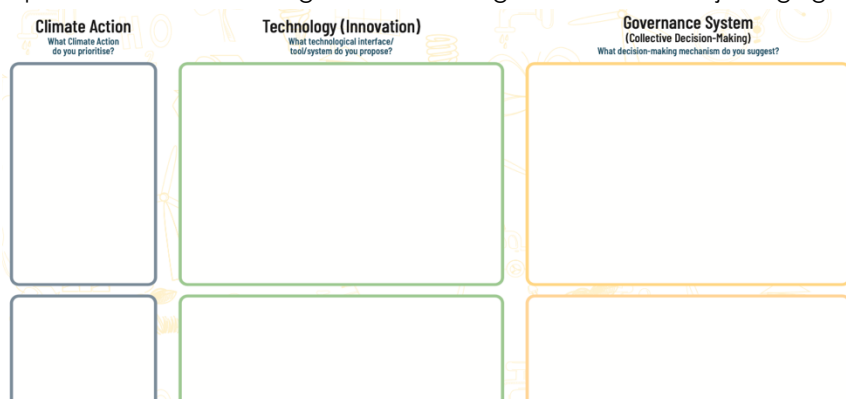 Climate Action
What Climate Action
do you prioritise?
Technology (Innovation)
What technological interface/
tool/system do you propose?
Governance System
(Collective Decision-Making)
What decision-making mechanism do you suggest?